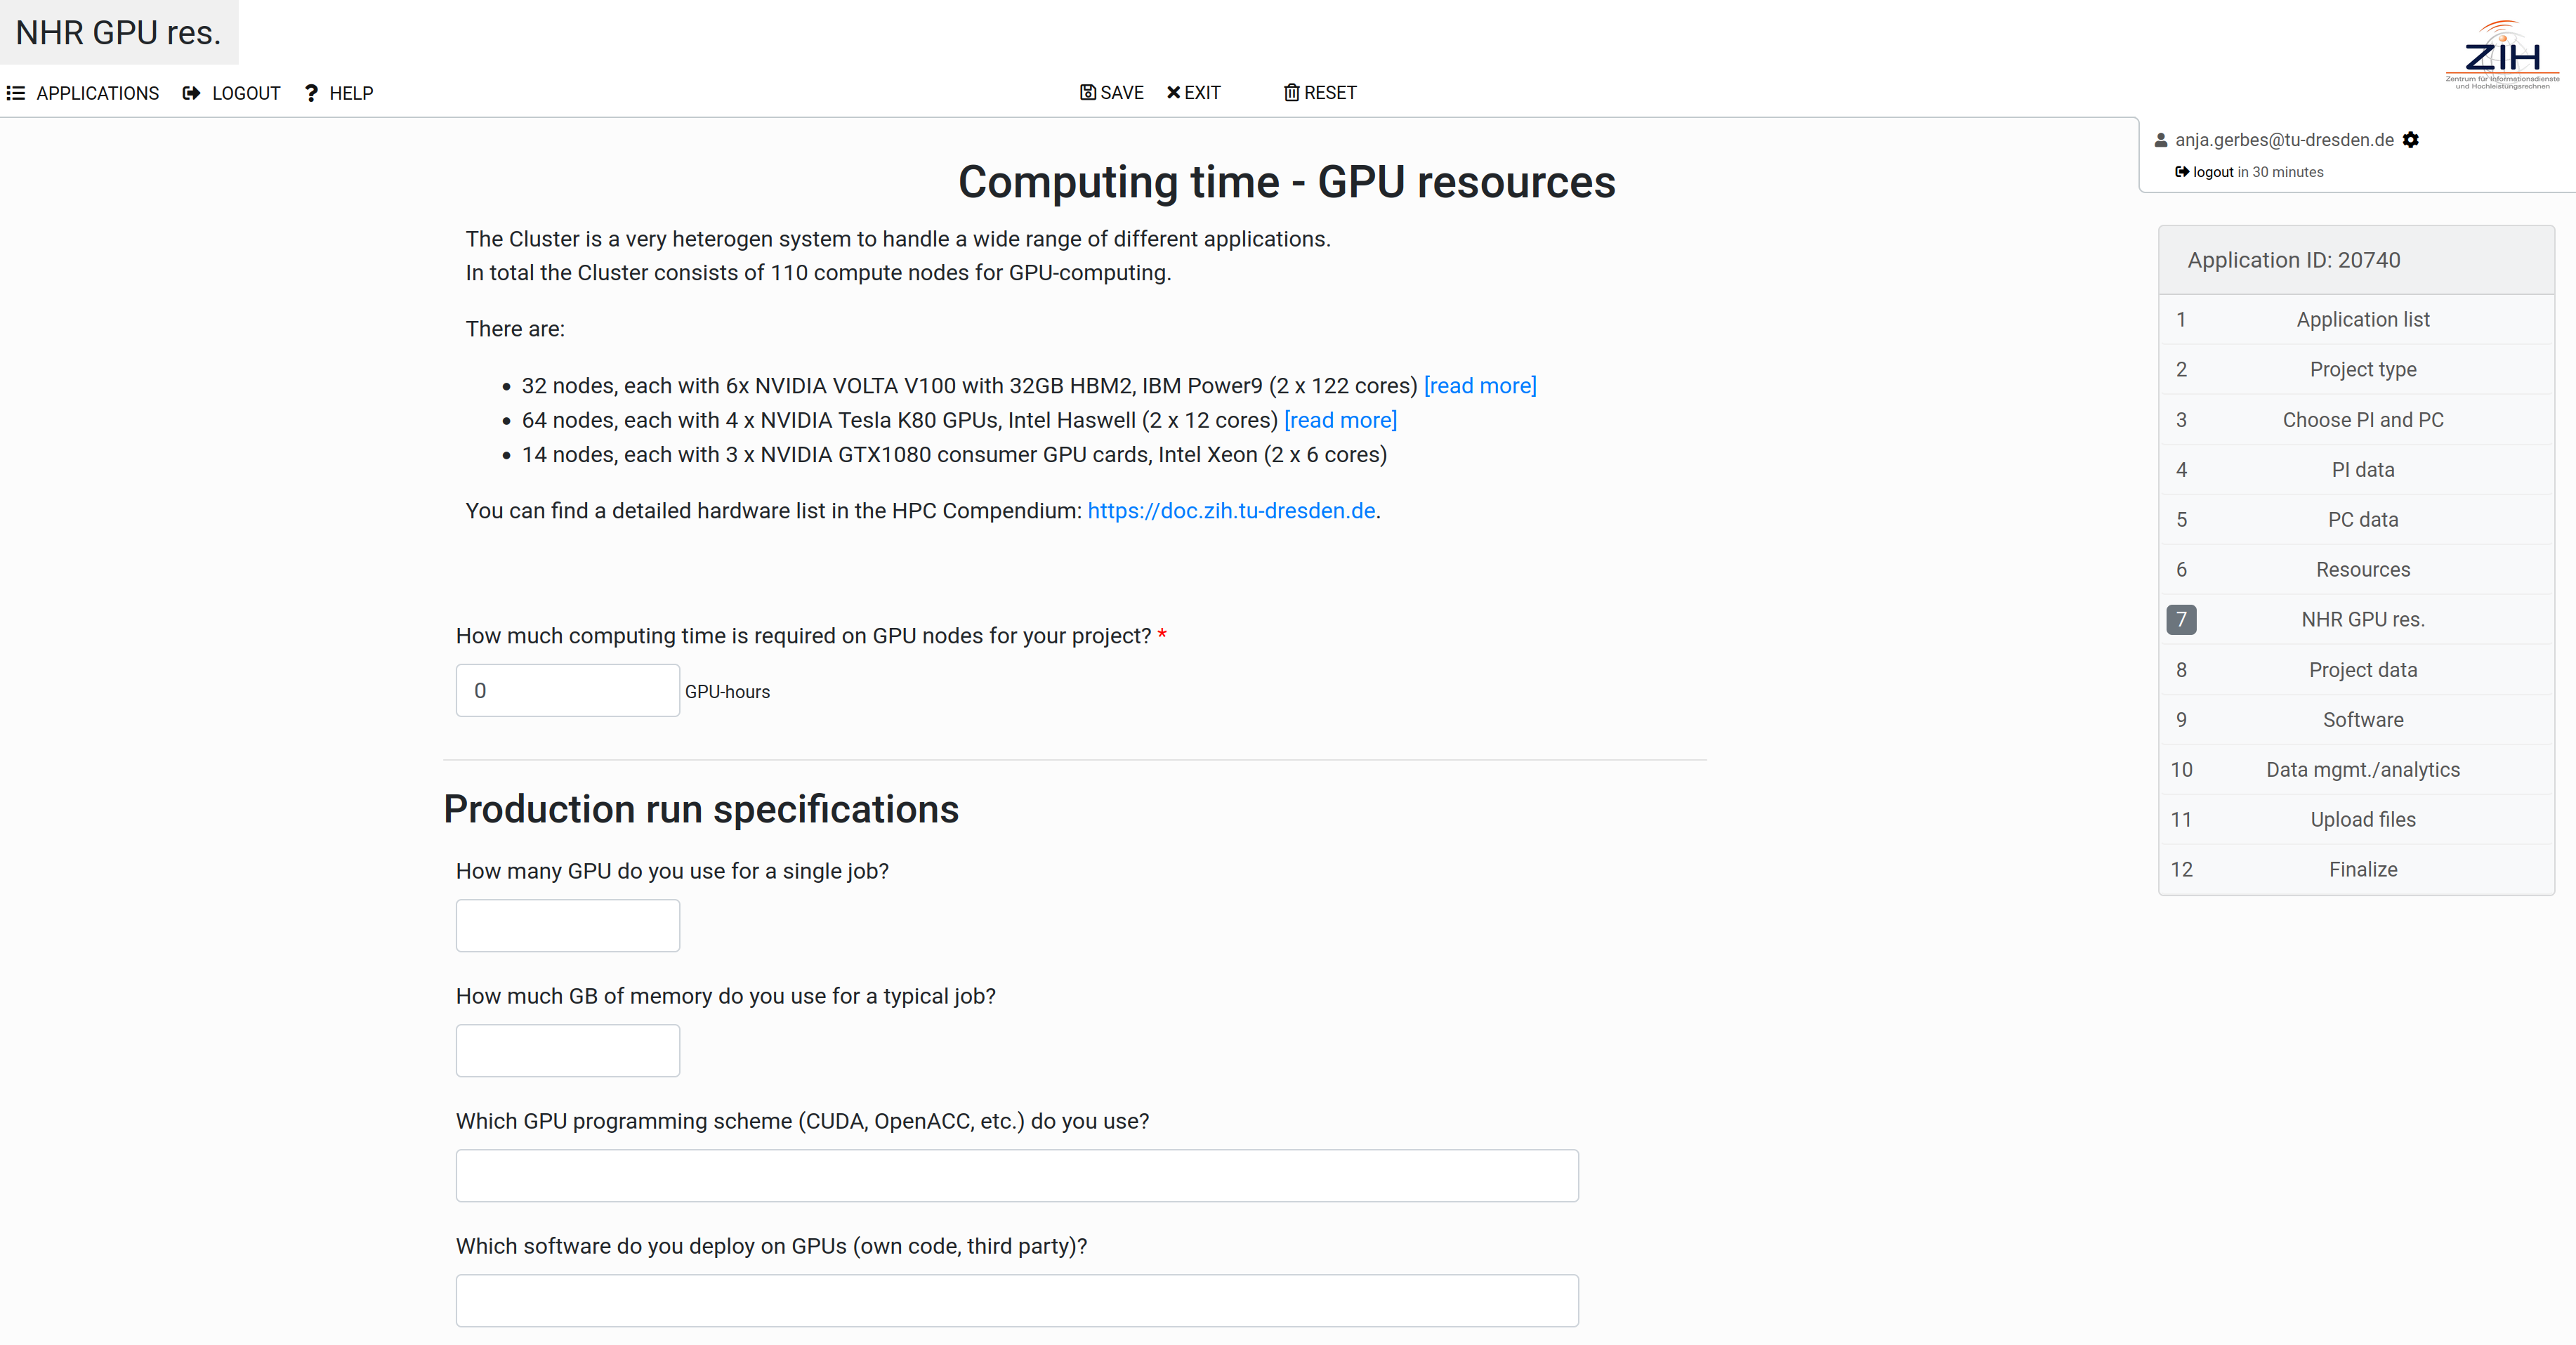 NHR GPU res.
APPLICATIONS LOGOUT ? HELP SAVE EXIT RESET
ZIH
Zentrum für Informationsdienste
und Hochleistungsrechnen
anja.gerbes@tu-dresden.de
logout in 30 minutes
Computing time - GPU resources
The Cluster is a very heterogen system to handle a wide range of different applications.
In total the Cluster consists of 110 compute nodes for GPU-computing.
There are:
• 32 nodes, each with 6x NVIDIA VOLTA V100 with 32GB HBM2, IBM Power9 (2 x 122 cores) [read more]
• 64 nodes, each with 4 x NVIDIA Tesla K80 GPUs, Intel Haswell (2 x 12 cores) [read more]
• 14 nodes, each with 3 x NVIDIA GTX1080 consumer GPU cards, Intel Xeon (2 x 6 cores)
You can find a detailed hardware list in the HPC Compendium: https://doc.zih.tu-dresden.de.
How much computing time is required on GPU nodes for your project? *
0 GPU-hours
Production run specifications
How many GPU do you use for a single job?
How much GB of memory do you use for a typical job?
Which GPU programming scheme (CUDA, OpenACC, etc.) do you use?
Which software do you deploy on GPUs (own code, third party)?
Application ID: 20740
1 Application list
2 Project type
3 Choose PI and PC
4 PI data
5 PC data
6 Resources
7 NHR GPU res.
8 Project data
9 Software
10 Data mgmt./analytics
11 Upload files
12 Finalize